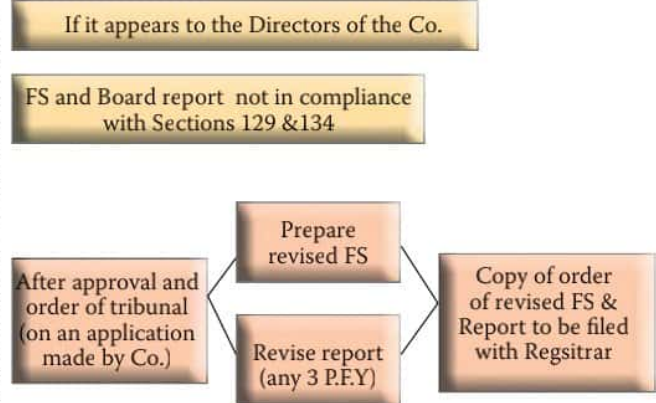 If it appears to the Directors of the Co.
FS and Board report not in compliance
with Sections 129 &134
After approval and
order of tribunal
(on an application
made by Co.)
Prepare
revised FS
Revise report
(any 3 P.F.Y)
Copy of order
of revised FS &
Report to be filed
with Regsitrar